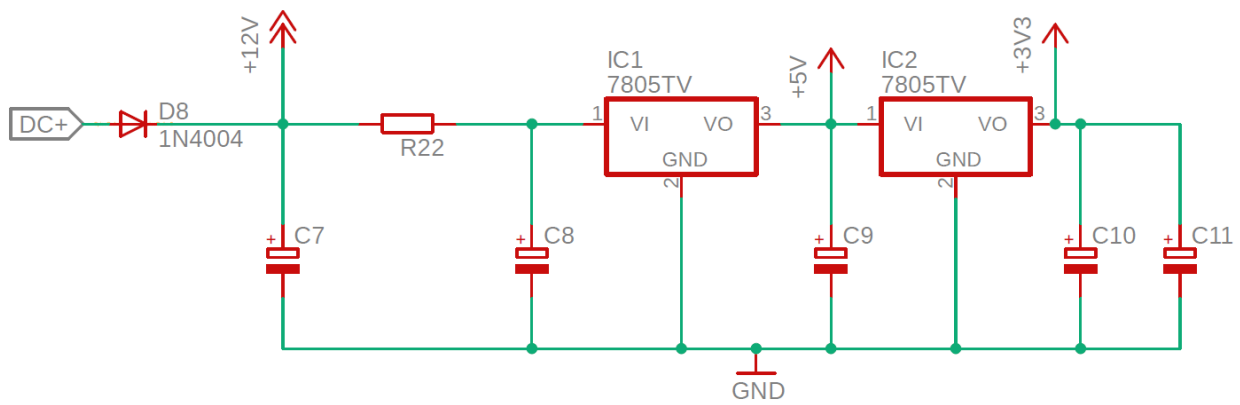 +12V
DC+
D8
1N4004
R22
IC1
7805TV
1
VI
VO
3
GND
2
+5V
IC2
7805TV
1
VI
VO
3
GND
2
+3V3
+
C7
+
C8
+
C9
+
C10
+
C11
GND